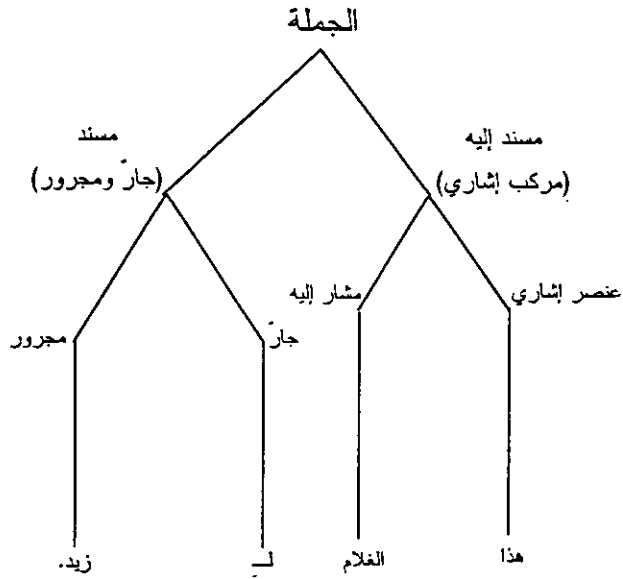 الجملة
مسند إليه
(مركب إشاري)
مسند
(جارّ ومجرور)
عنصر إشاري
مشار إليه
جارّ
مجرور
هذا
الغلام
لـ
زيد.